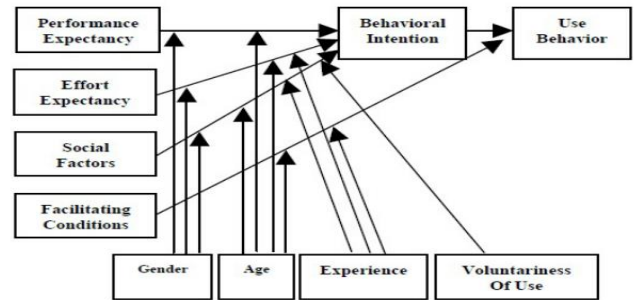 Performance
Expectancy
Behavioral
Intention
Use
Behavior
Effort
Expectancy
Social
Factors
Facilitating
Conditions
Gender
Age
Experience
Voluntariness
Of Use